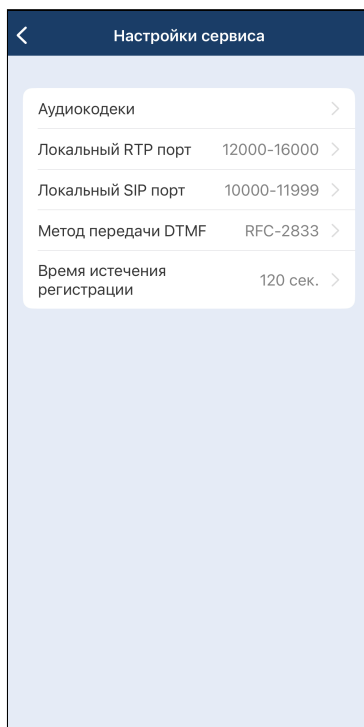 Настройки сервиса
Аудиокодеки
Локальный RTP порт 12000-16000
Локальный SIP порт 10000-11999
Метод передачи DTMF RFC-2833
Время истечения
регистрации 120 сек.